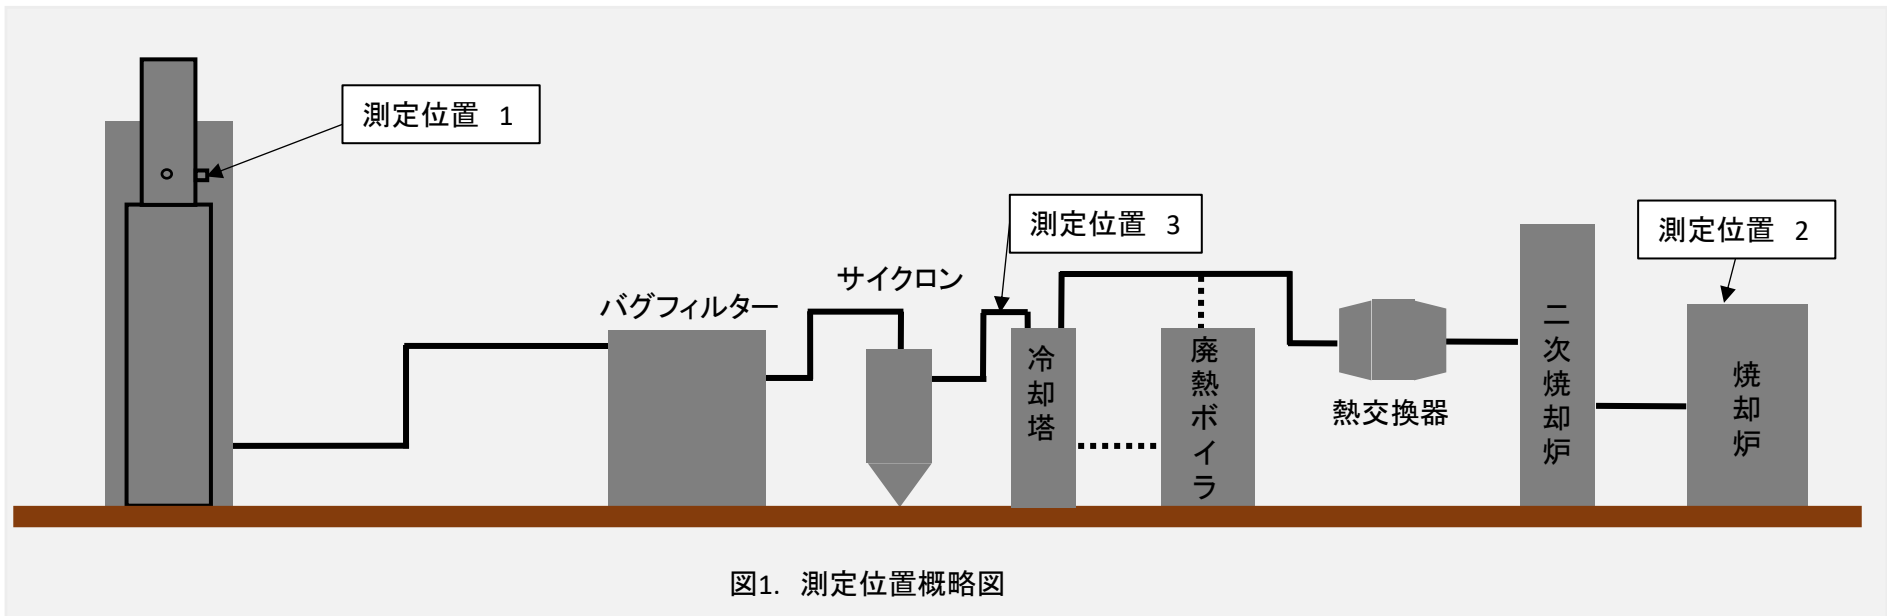 測定位置 1
測定位置 3
測定位置 2
サイクロン
バグフィルター
冷却塔
廃熱ボイラ
熱交換器
二次焼却炉
焼却炉
図1. 測定位置概略図